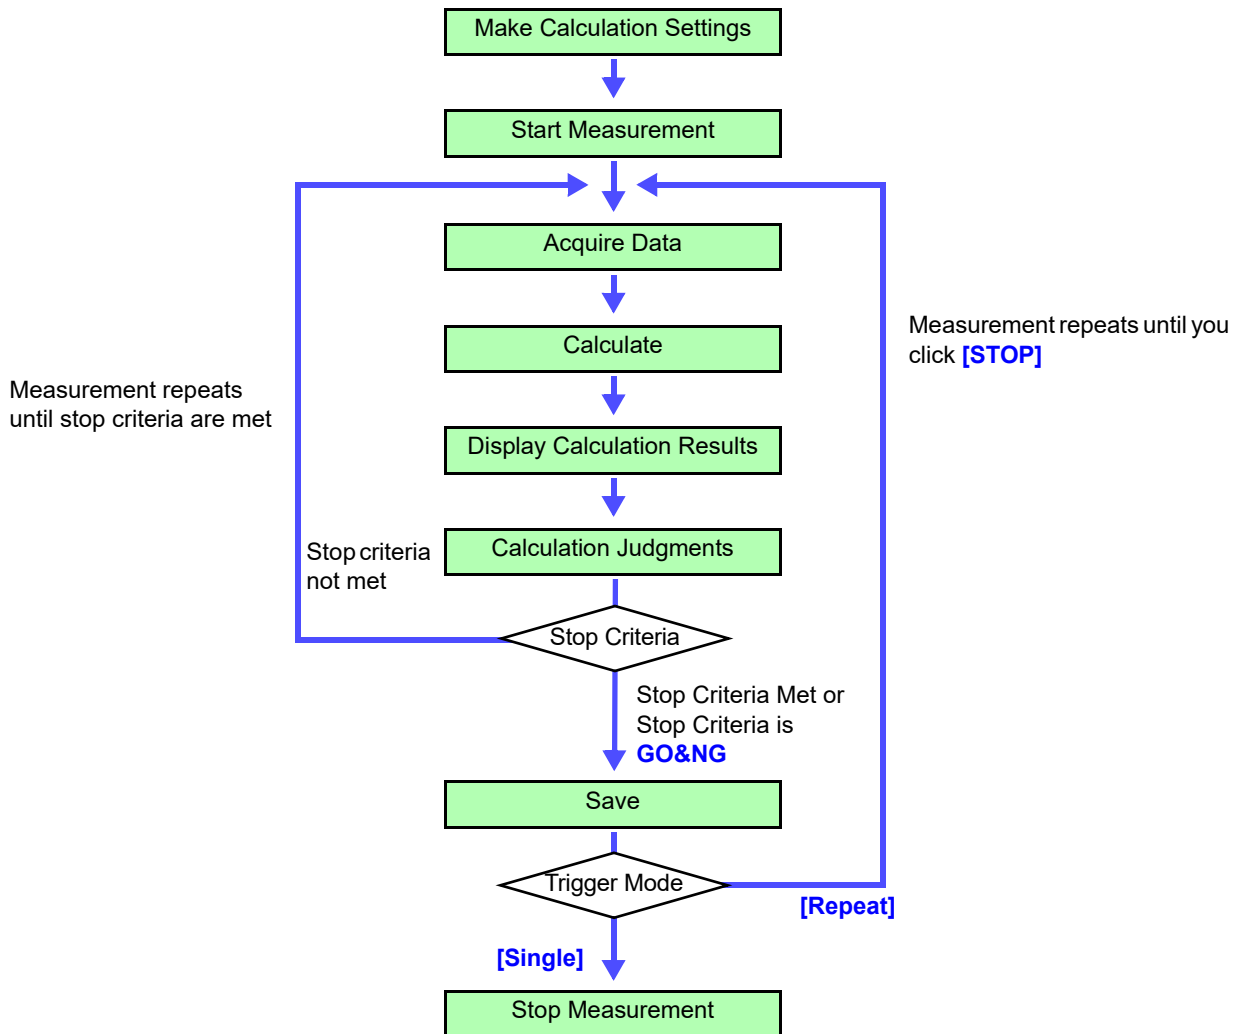 Make Calculation Settings
Start Measurement
Acquire Data
Measurement repeats until you
click [STOP]
Calculate
Measurement repeats
until stop criteria are met
Display Calculation Results
Calculation Judgments
Stop criteria
not met
Stop Criteria
Stop Criteria Met or
Stop Criteria is
GO&NG
Save
Trigger Mode
[Repeat]
[Single]
Stop Measurement